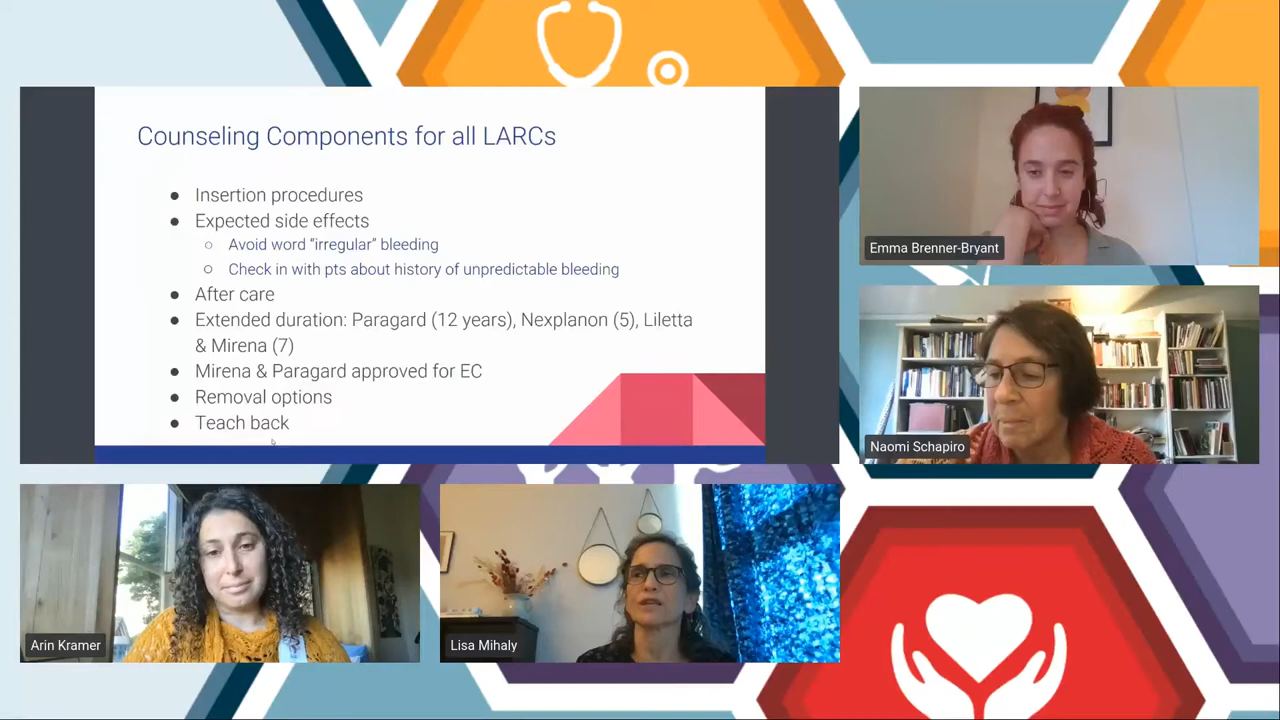 Counseling Components for all LARCs
● Insertion procedures
● Expected side effects
○ Avoid word “irregular” bleeding
○ Check in with pts about history of unpredictable bleeding
● After care
● Extended duration: Paragard (12 years), Nexplanon (5), Liletta
& Mirena (7)
● Mirena & Paragard approved for EC
● Removal options
● Teach back
Emma Brenner-Bryant
Naomi Schapiro
Arin Kramer
Lisa Mihaly